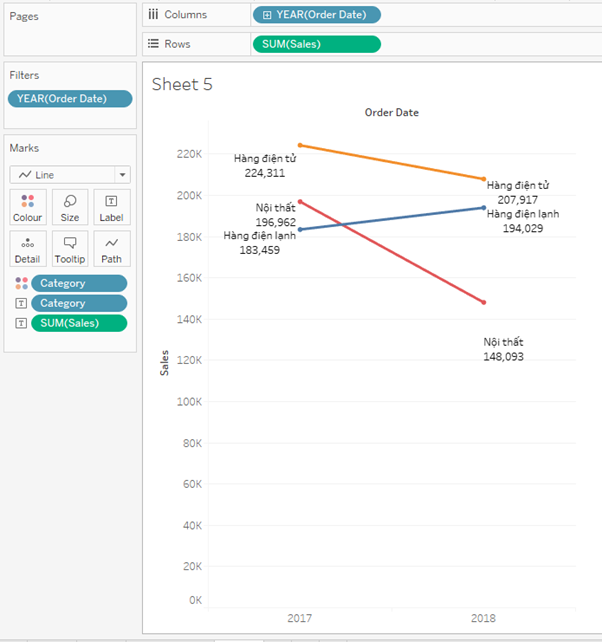 Pages
Columns
YEAR(Order Date)
Rows
SUM(Sales)
Filters
YEAR(Order Date)
Marks
Line
Colour
Size
Label
Detail
Tooltip
Path
Category
Category
SUM(Sales)
Sheet 5
Order Date
Sales
220K
200K
180K
160K
140K
120K
100K
80K
60K
40K
20K
0K
Hàng điện tử
224,311
Nội thất
196,962
Hàng điện lạnh
183,459
Hàng điện tử
207,917
Hàng điện lạnh
194,029
Nội thất
148,093
2017
2018